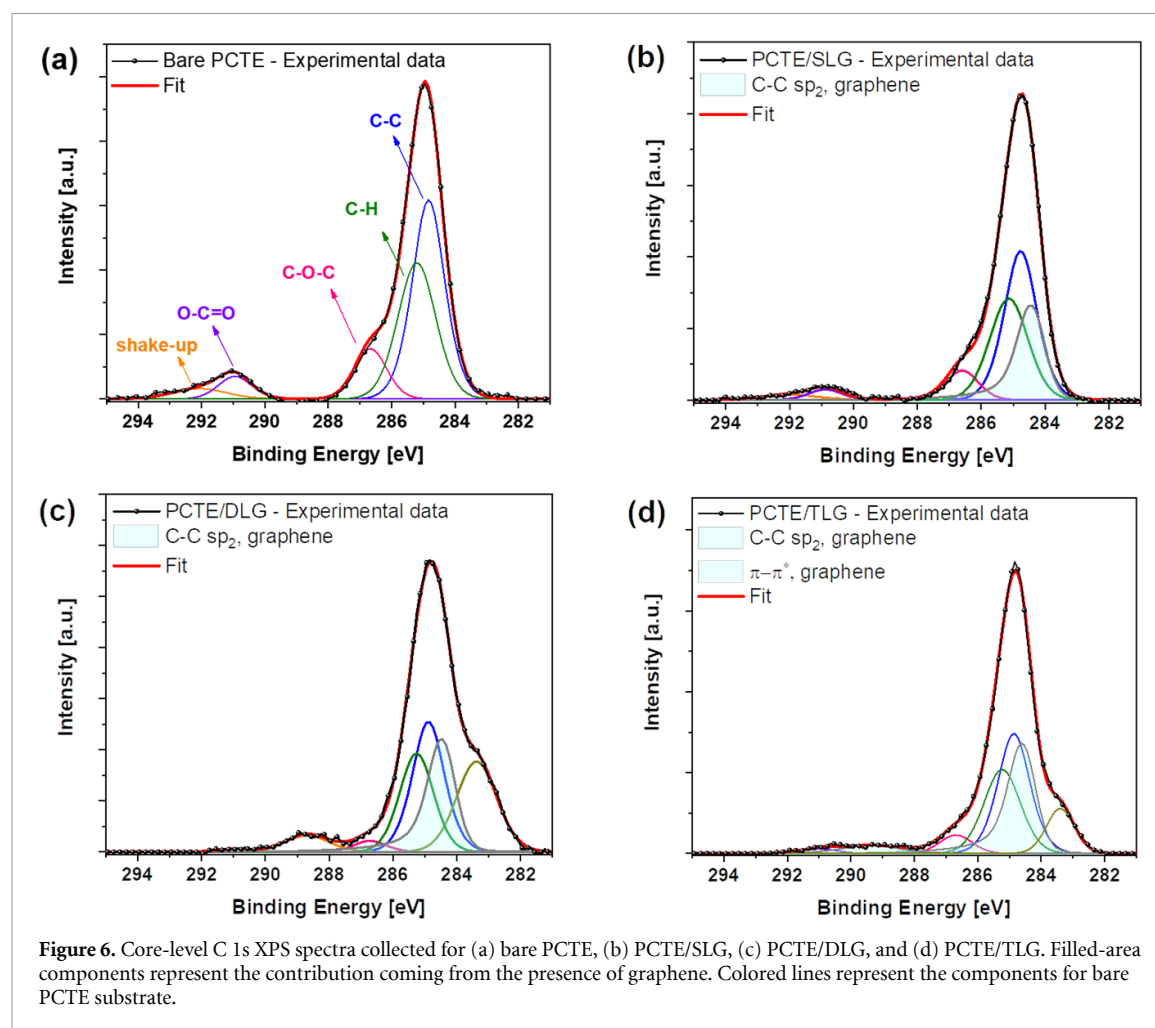 (a)
Bare PCTE - Experimental data
Fit
C-C
C-H
C-O-C
O-C=O
shake-up
Intensity [a.u.]
294 292 290 288 286 284 282
Binding Energy [eV]
(b)
PCTE/SLG - Experimental data
C-C sp₂, graphene
Fit
Intensity [a.u.]
294 292 290 288 286 284 282
Binding Energy [eV]
(c)
PCTE/DLG - Experimental data
C-C sp₂, graphene
Fit
Intensity [a.u.]
294 292 290 288 286 284 282
Binding Energy [eV]
(d)
PCTE/TLG - Experimental data
C-C sp₂, graphene
π-π*, graphene
Fit
Intensity [a.u.]
294 292 290 288 286 284 282
Binding Energy [eV]
Figure 6. Core-level C 1s XPS spectra collected for (a) bare PCTE, (b) PCTE/SLG, (c) PCTE/DLG, and (d) PCTE/TLG. Filled-area
components represent the contribution coming from the presence of graphene. Colored lines represent the components for bare
PCTE substrate.